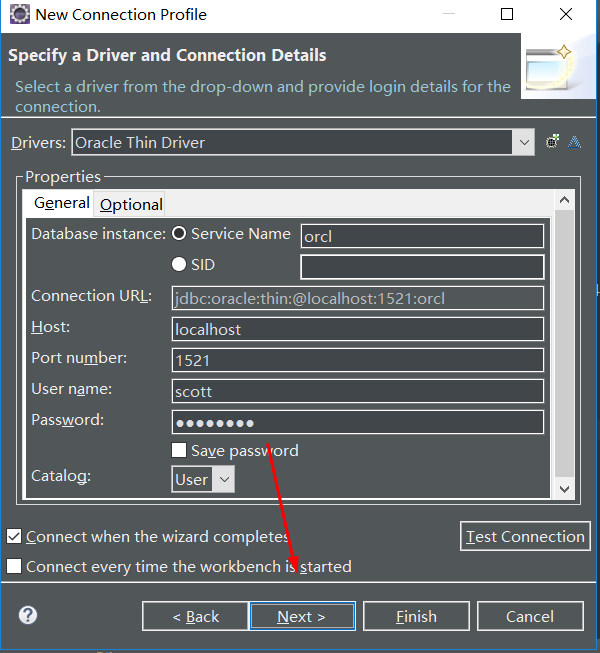 New Connection Profile
Specify a Driver and Connection Details
Select a driver from the drop-down and provide login details for the
connection.
Drivers: Oracle Thin Driver
Properties
General Optional
Database instance: Service Name orcl
SID
Connection URL: jdbc:oracle:thin:@localhost:1521:orcl
Host: localhost
Port number: 1521
User name: scott
Password: ●●●●●●●●
Save password
Catalog: User
Connect when the wizard completes
Test Connection
Connect every time the workbench is started
? < Back Next > Finish Cancel